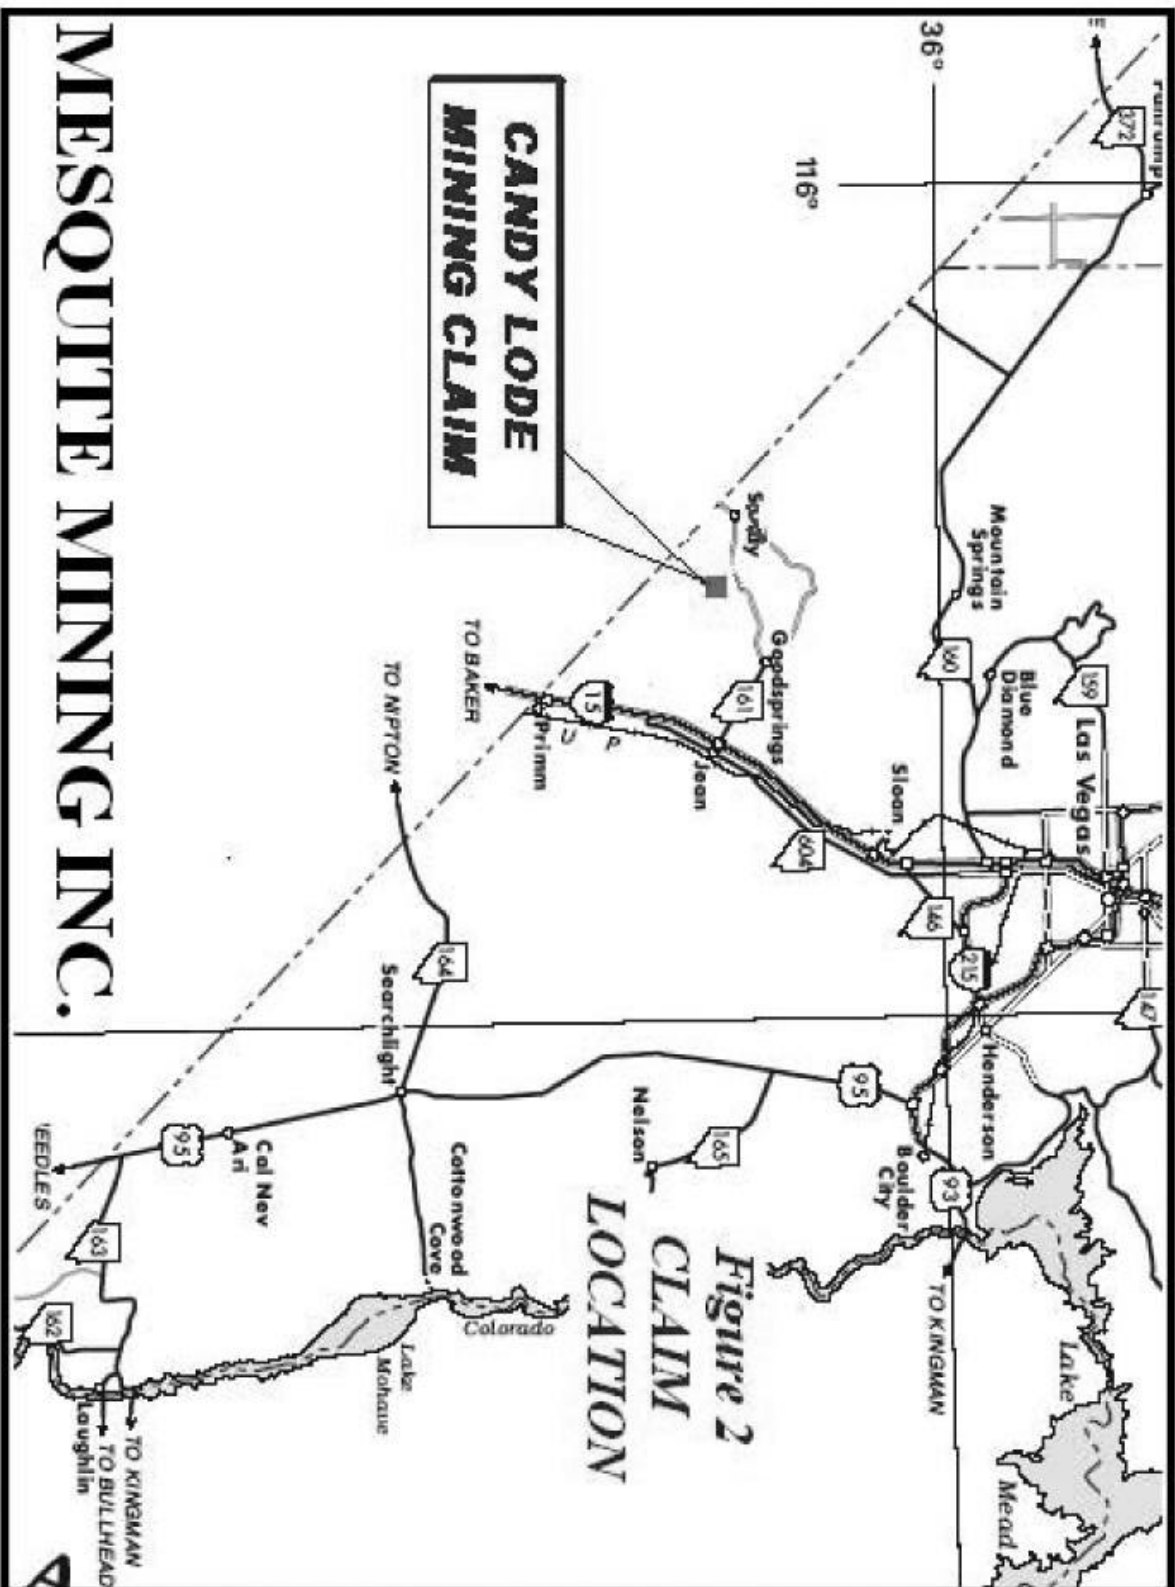 Pahrump
372
36°
116°
CANDY LODE
MINING CLAIM
Sandy
Mountain
Springs
160
Blue
Diamond
159
Las Vegas
Goodsprings
161
15
Jean
Primm
U
P
TO BAKER
TO NIPTON
Sloan
604
146
215
147
Henderson
164
Searchlight
95
Nelson
165
Boulder
City
93
TO KINGMAN
Lake
Mead
Figure 2
CLAIM
LOCATION
Cottonwood
Cove
Colorado
Lake
Mohave
Cal Nev
Ari
95
EEDLES
163
162
Laughlin
TO KINGMAN
TO BULLHEAD
MESQUITE MINING INC.